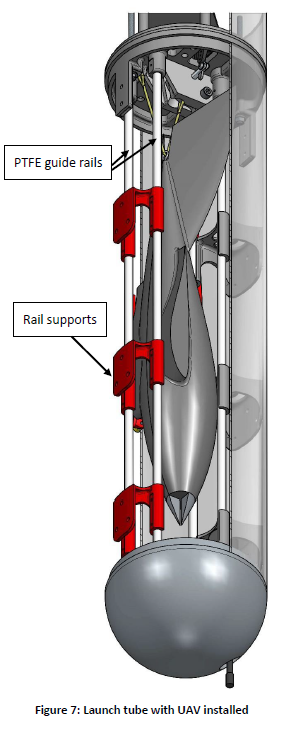 PTFE guide rails
Rail supports
Figure 7: Launch tube with UAV installed